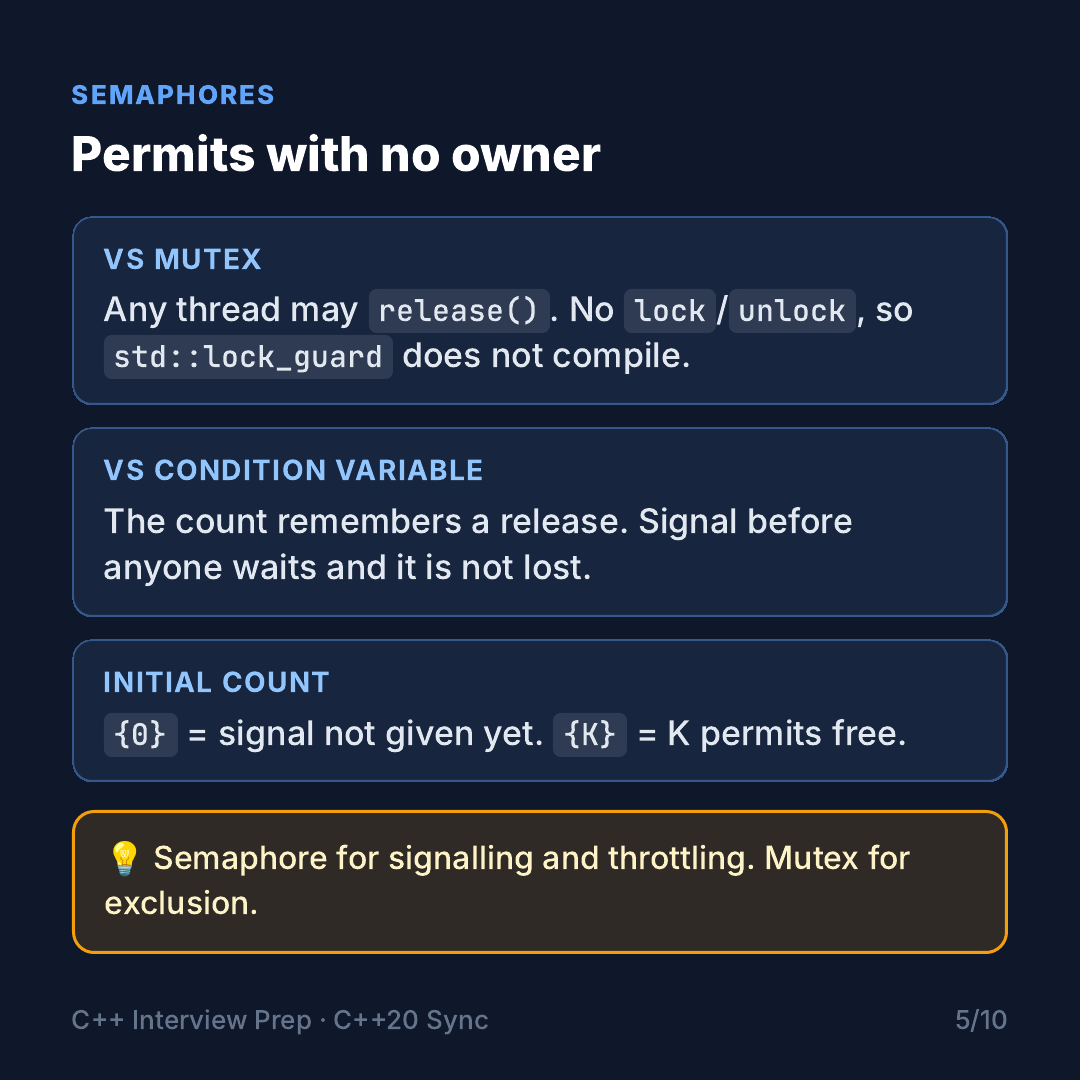 SEMAPHORES
Permits with no owner
VS MUTEX
Any thread may release(). No lock/unlock, so
std::lock_guard does not compile.
VS CONDITION VARIABLE
The count remembers a release. Signal before
anyone waits and it is not lost.
INITIAL COUNT
{0} = signal not given yet. {K} = K permits free.
💡 Semaphore for signalling and throttling. Mutex for
exclusion.
C++ Interview Prep · C++20 Sync
5/10